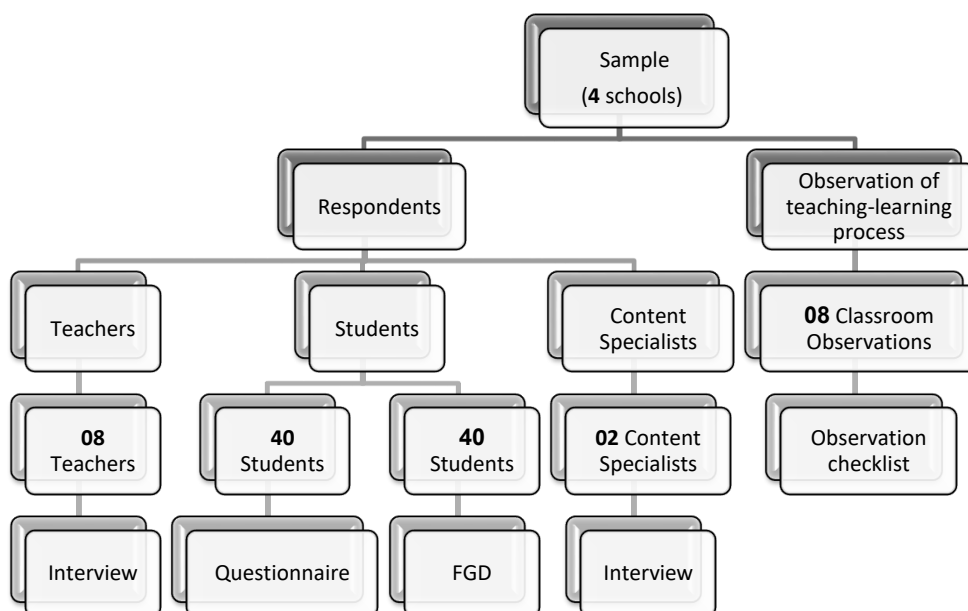 Sample
(4 schools)
Respondents
Observation of
teaching-learning
process
Teachers
Students
Content
Specialists
08 Classroom
Observations
08
Teachers
40
Students
40
Students
02 Content
Specialists
Observation
checklist
Interview
Questionnaire
FGD
Interview